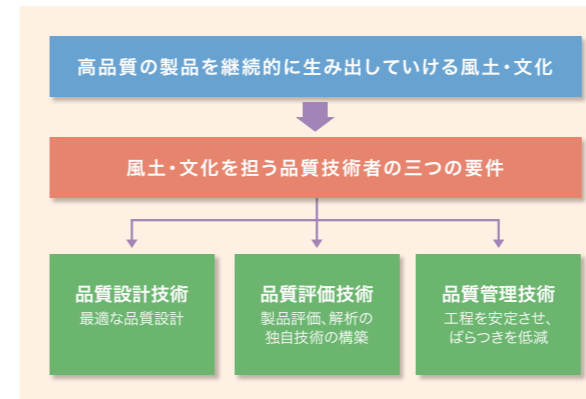 高品質の製品を継続的に生み出していける風土・文化
風土・文化を担う品質技術者の三つの要件
品質設計技術
最適な品質設計
品質評価技術
製品評価、解析の
独自技術の構築
品質管理技術
工程を安定させ、
ばらつきを低減